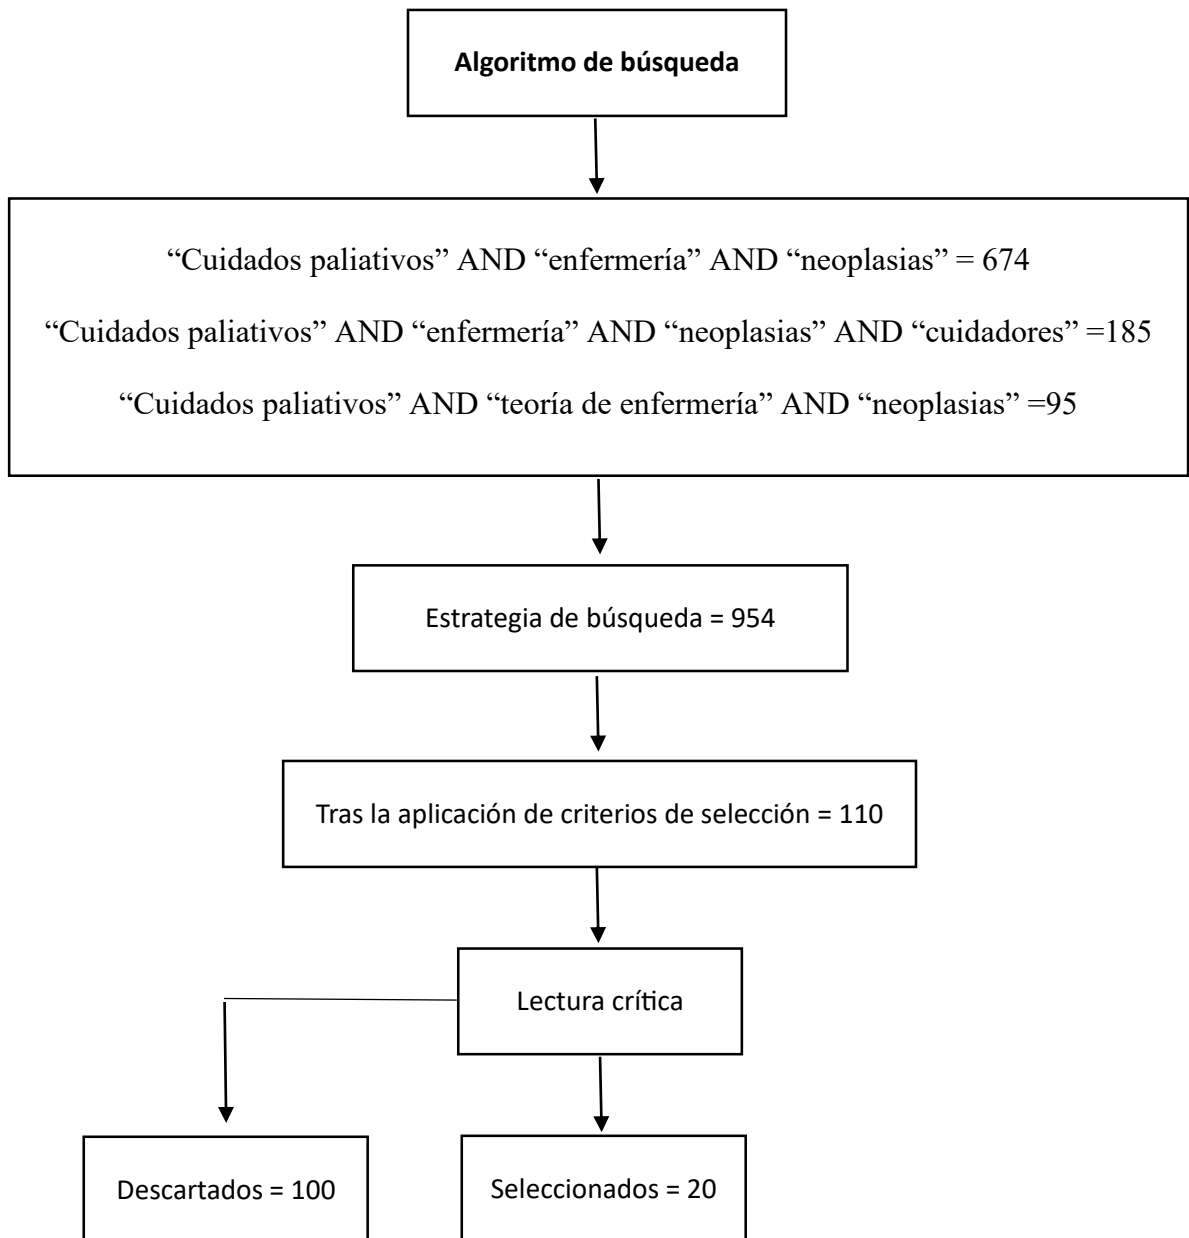 Algoritmo de búsqueda
“Cuidados paliativos” AND “enfermería” AND “neoplasias” = 674
“Cuidados paliativos” AND “enfermería” AND “neoplasias” AND “cuidadores” =185
“Cuidados paliativos” AND “teoría de enfermería” AND “neoplasias” =95
Estrategia de búsqueda = 954
Tras la aplicación de criterios de selección = 110
Lectura crítica
Descartados = 100
Seleccionados = 20